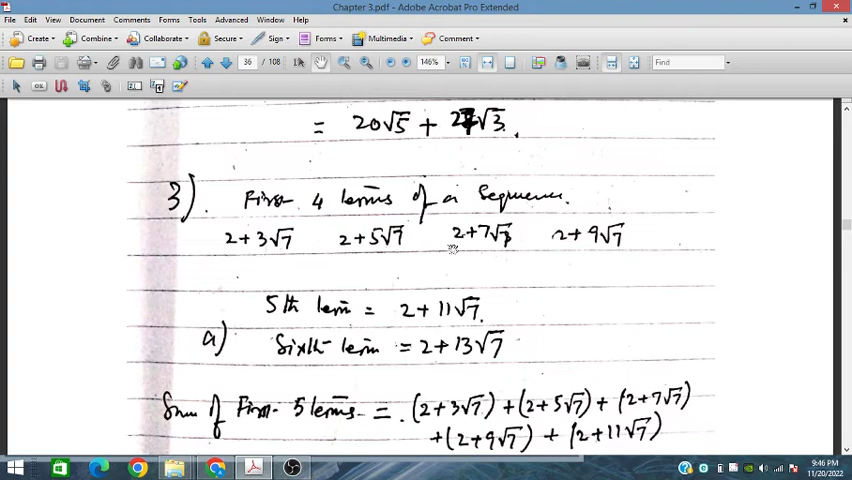 Chapter 3.pdf - Adobe Acrobat Pro Extended
File Edit View Document Comments Forms Tools Advanced Window Help
Create Combine Collaborate Secure Sign Forms Multimedia Comment
36 / 108 146% Find
= 20√5 + 2 √3.
3). First 4 terms of a Sequence.
2+3√7 2+5√7 2+7√7 2+9√7
5th term = 2+11√7.
a) Sixth term = 2+13√7
Sum of First 5 terms = (2+3√7)+(2+5√7)+(2+7√7)
+(2+9√7)+(2+11√7)
9:46 PM
11/20/2022